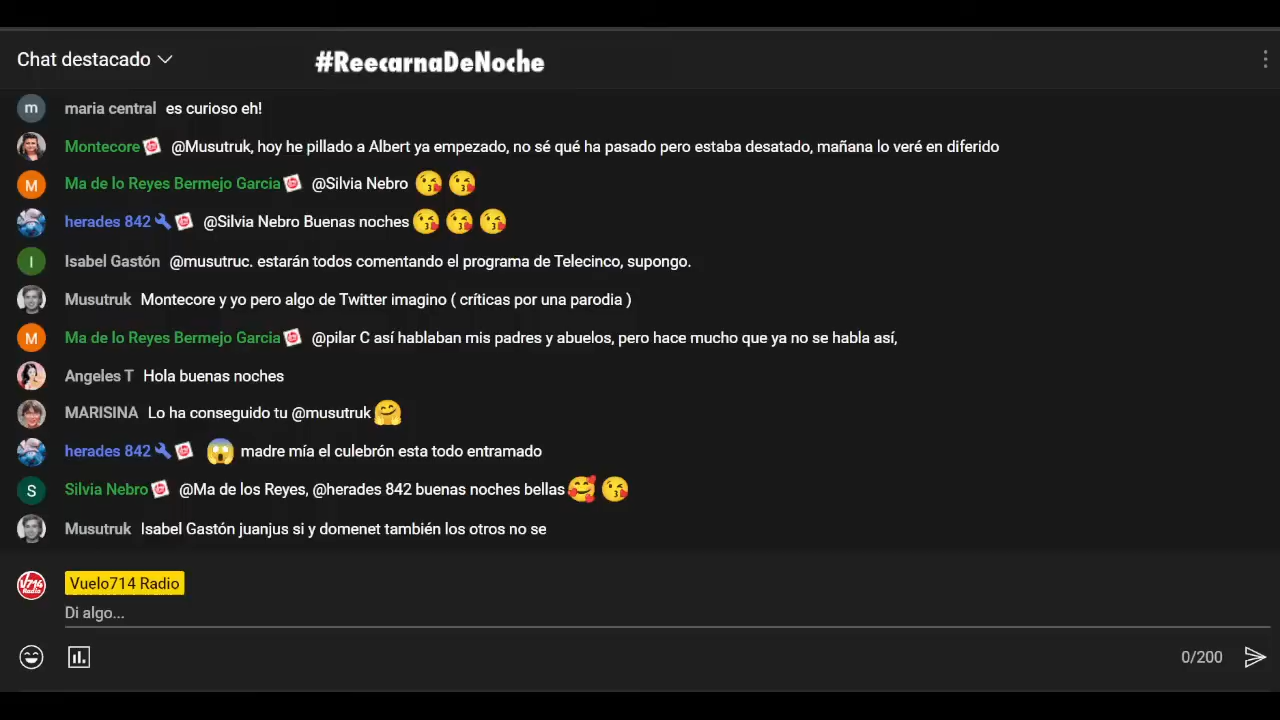 Chat destacado
#ReecarnaDeNoche
m maria central es curioso eh!
Montecore @Musutruk, hoy he pillado a Albert ya empezado, no sé qué ha pasado pero estaba desatado, mañana lo veré en diferido
M Ma de lo Reyes Bermejo Garcia @Silvia Nebro 😘 😘
herades 842 @Silvia Nebro Buenas noches 😘 😘 😘
I Isabel Gastón @musutruc. estarán todos comentando el programa de Telecinco, supongo.
Musutruk Montecore y yo pero algo de Twitter imagino ( críticas por una parodia )
M Ma de lo Reyes Bermejo Garcia @pilar C así hablaban mis padres y abuelos, pero hace mucho que ya no se habla así,
Angeles T Hola buenas noches
MARISINA Lo ha conseguido tu @musutruk 🤗
herades 842 😱 madre mía el culebrón esta todo entramado
S Silvia Nebro @Ma de los Reyes, @herades 842 buenas noches bellas 🥰 😘
Musutruk Isabel Gastón juanjus si y domenet también los otros no se
V714 Radio
Vuelo714 Radio
Di algo...
0/200